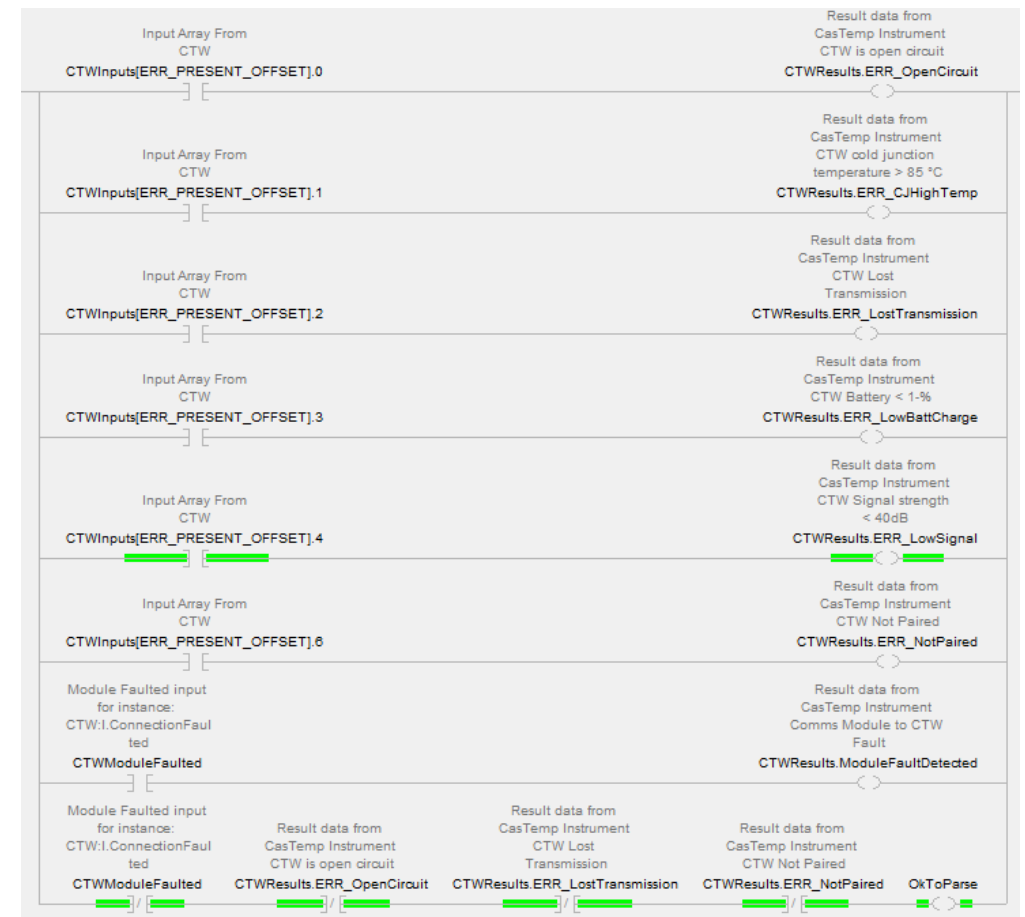 Input Array From
CTW
CTWInputs[ERR_PRESENT_OFFSET].0
Result data from
CasTemp Instrument
CTW is open circuit
CTWResults.ERR_OpenCircuit
Input Array From
CTW
CTWInputs[ERR_PRESENT_OFFSET].1
Result data from
CasTemp Instrument
CTW cold junction
temperature > 85 °C
CTWResults.ERR_CJHighTemp
Input Array From
CTW
CTWInputs[ERR_PRESENT_OFFSET].2
Result data from
CasTemp Instrument
CTW Lost
Transmission
CTWResults.ERR_LostTransmission
Input Array From
CTW
CTWInputs[ERR_PRESENT_OFFSET].3
Result data from
CasTemp Instrument
CTW Battery < 1-%
CTWResults.ERR_LowBattCharge
Input Array From
CTW
CTWInputs[ERR_PRESENT_OFFSET].4
Result data from
CasTemp Instrument
CTW Signal strength
< 40dB
CTWResults.ERR_LowSignal
Input Array From
CTW
CTWInputs[ERR_PRESENT_OFFSET].6
Result data from
CasTemp Instrument
CTW Not Paired
CTWResults.ERR_NotPaired
Module Faulted input
for instance:
CTW:I.ConnectionFaul
ted
CTWModuleFaulted
Result data from
CasTemp Instrument
Comms Module to CTW
Fault
CTWResults.ModuleFaultDetected
Module Faulted input
for instance:
CTW:I.ConnectionFaul
ted
CTWModuleFaulted
Result data from
CasTemp Instrument
CTW is open circuit
CTWResults.ERR_OpenCircuit
Result data from
CasTemp Instrument
CTW Lost
Transmission
CTWResults.ERR_LostTransmission
Result data from
CasTemp Instrument
CTW Not Paired
CTWResults.ERR_NotPaired
OkToParse